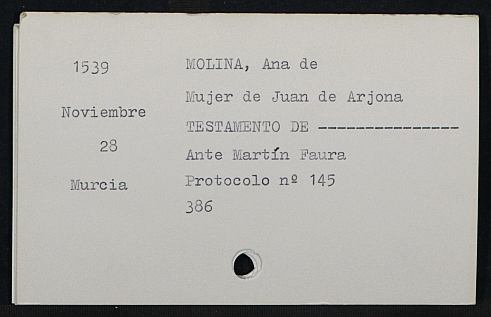 1539
Noviembre
28
Murcia
MOLINA, Ana de
Mujer de Juan de Arjona
TESTAMENTO DE ---------------
Ante Martín Faura
Protocolo nº 145
386